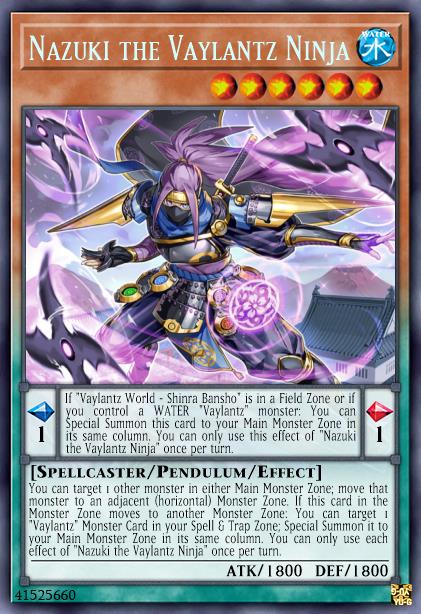 NAZUKI THE VAYLANTZ NINJA
WATER
水
If "Vaylantz World - Shinra Bansho" is in a Field Zone or if
you control a WATER "Vaylantz" monster: You can
Special Summon this card to your Main Monster Zone in
its same column. You can only use this effect of "Nazuki
the Vaylantz Ninja" once per turn.
1
1
[SPELLCASTER/PENDULUM/EFFECT]
You can target 1 other monster in either Main Monster Zone; move that
monster to an adjacent (horizontal) Monster Zone. If this card in the
Monster Zone moves to another Monster Zone: You can target 1
"Vaylantz" Monster Card in your Spell & Trap Zone; Special Summon it to
your Main Monster Zone in its same column. You can only use each
effect of "Nazuki the Vaylantz Ninja" once per turn.
ATK/1800 DEF/1800
41525660